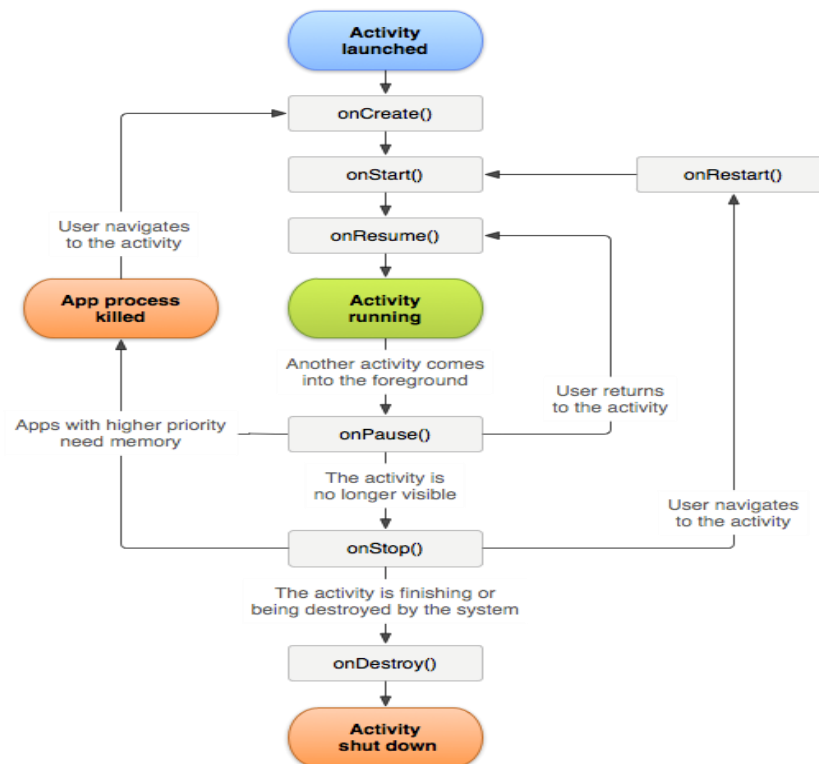 Activity
launched
onCreate()
onStart()
onRestart()
onResume()
User navigates
to the activity
App process
killed
Activity
running
Another activity comes
into the foreground
User returns
to the activity
Apps with higher priority
need memory
onPause()
The activity is
no longer visible
User navigates
to the activity
onStop()
The activity is finishing or
being destroyed by the system
onDestroy()
Activity
shut down